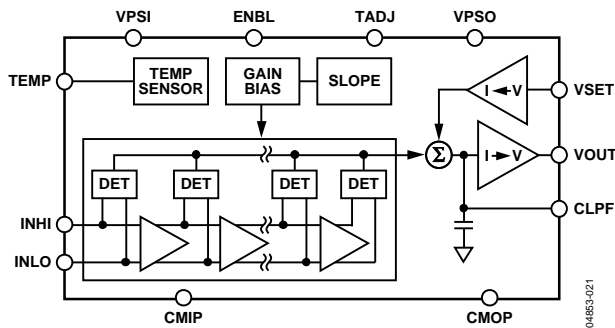 VPSI ENBL TADJ VPSO
TEMP
TEMP
SENSOR
GAIN
BIAS
SLOPE
I V
VSET
Σ
I V
VOUT
DET DET DET DET
CLPF
INHI
INLO
CMIP CMOP
04853-021